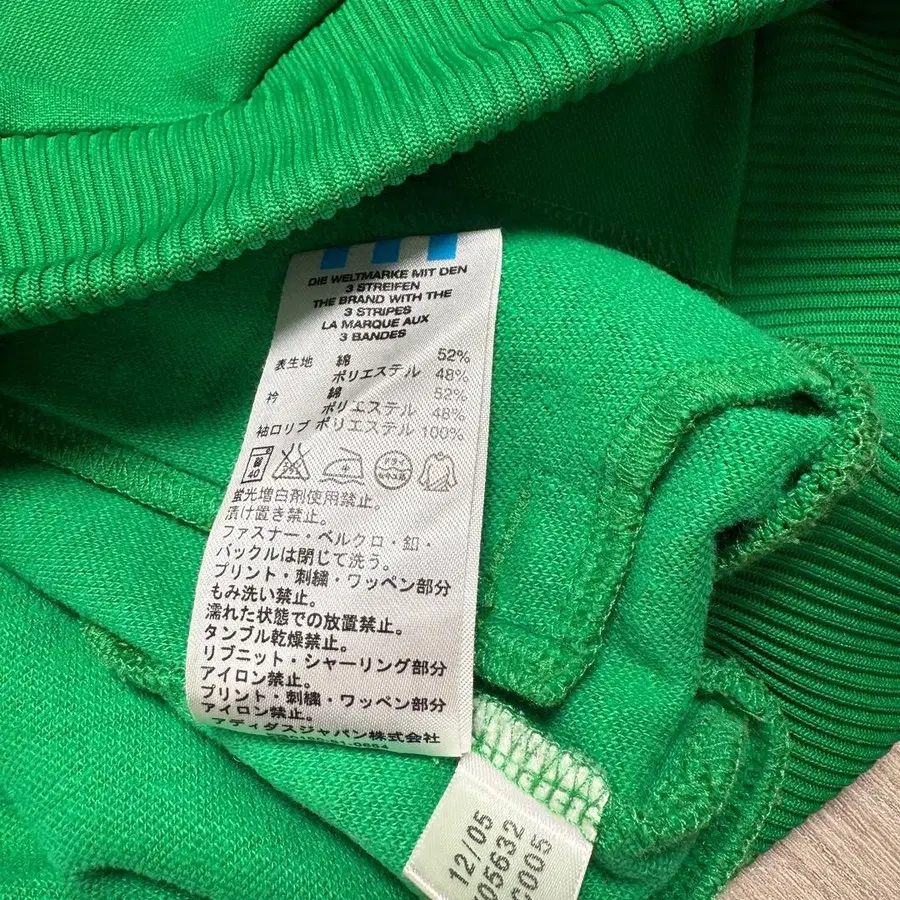 DIE WELTMARKE MIT DEN
3 STREIFEN
THE BRAND WITH THE
3 STRIPES
LA MARQUE AUX
3 BANDES
表生地 綿 52%
ポリエステル 48%
衿 綿 52%
ポリエステル 48%
袖口リブ ポリエステル 100%
40
蛍光増白剤使用禁止。
漬け置き禁止。
ファスナー・ベルクロ・釦・
バックルは閉じて洗う。
プリント・刺繍・ワッペン部分
もみ洗い禁止。
濡れた状態での放置禁止。
タンブル乾燥禁止。
リブニット・シャーリング部分
アイロン禁止。
プリント・刺繍・ワッペン部分
アイロン禁止。
アディダスジャパン株式会社
12/05
05632
005